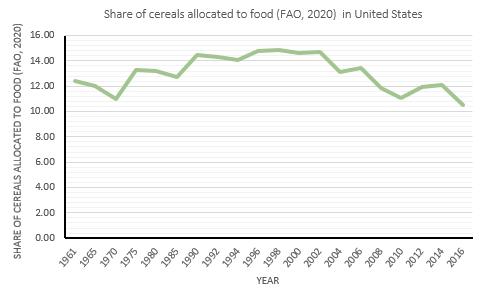 Share of cereals allocated to food (FAO, 2020)  in United States
SHARE OF CEREALS ALLOCATED TO FOOD (FAO, 2020)
16.00
14.00
12.00
10.00
8.00
6.00
4.00
2.00
0.00
1961 1965 1970 1975 1980 1985 1990 1992 1994 1996 1998 2000 2002 2004 2006 2008 2010 2012 2014 2016
YEAR